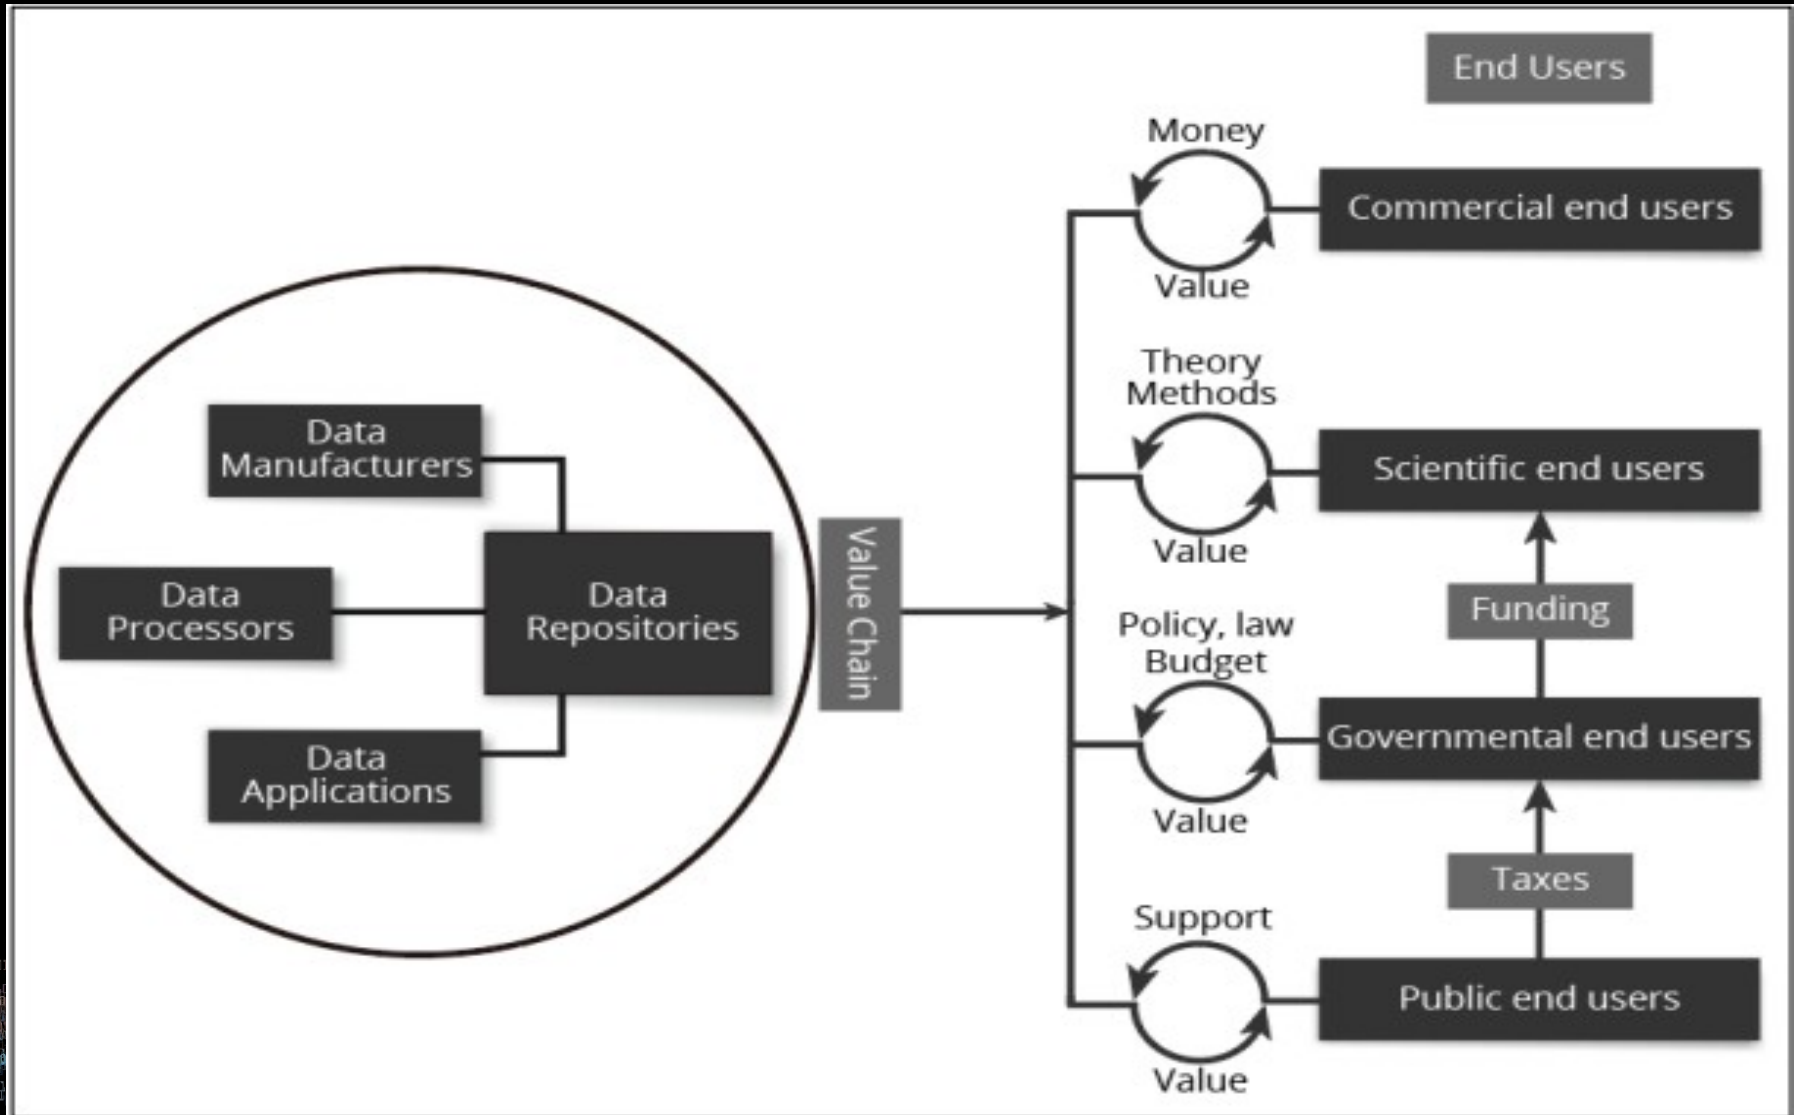 End Users
Money
Commercial end users
Value
Theory
Methods
Scientific end users
Value
Data
Manufacturers
Data
Processors
Data
Repositories
Data
Applications
Value Chain
Funding
Policy, law
Budget
Governmental end users
Value
Taxes
Support
Public end users
Value